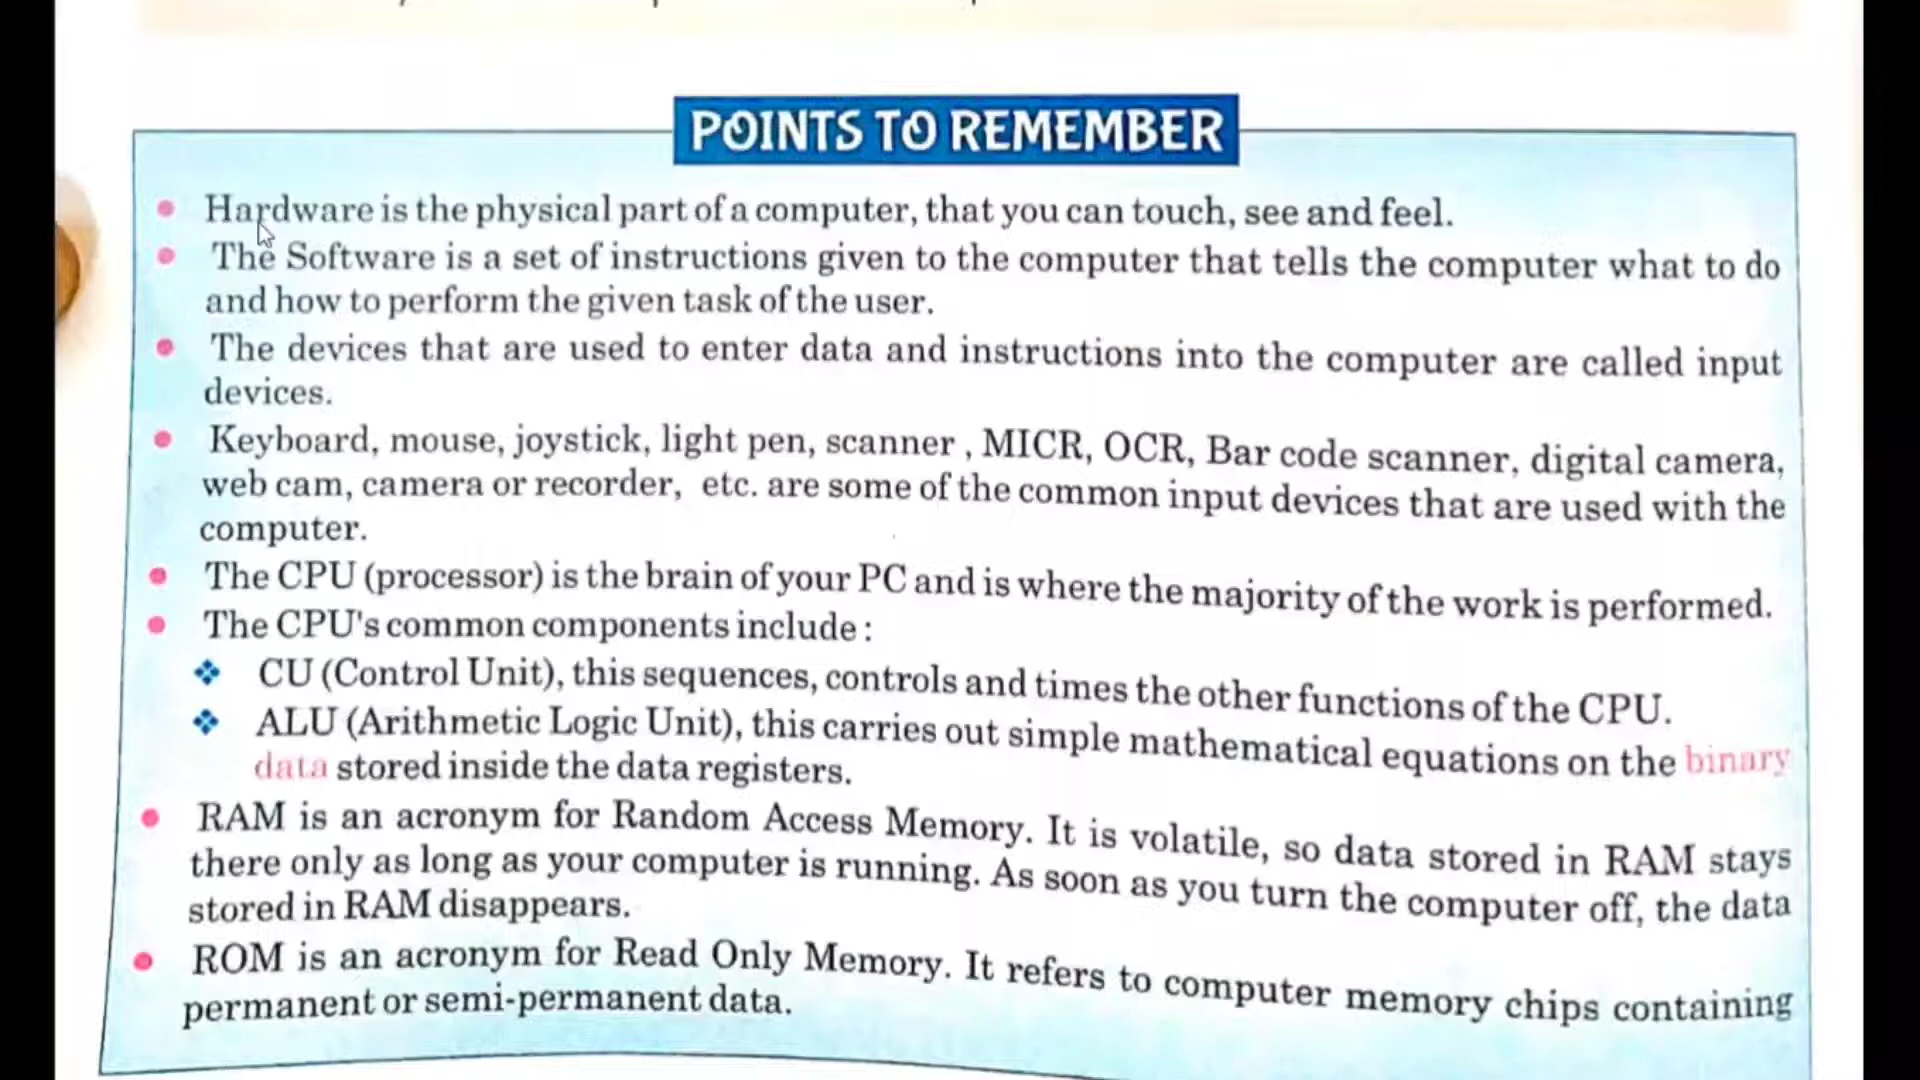 POINTS TO REMEMBER
• Hardware is the physical part of a computer, that you can touch, see and feel.
• The Software is a set of instructions given to the computer that tells the computer what to do
and how to perform the given task of the user.
• The devices that are used to enter data and instructions into the computer are called input
devices.
• Keyboard, mouse, joystick, light pen, scanner , MICR, OCR, Bar code scanner, digital camera,
web cam, camera or recorder, etc. are some of the common input devices that are used with the
computer.
• The CPU (processor) is the brain of your PC and is where the majority of the work is performed.
• The CPU's common components include :
❖ CU (Control Unit), this sequences, controls and times the other functions of the CPU.
❖ ALU (Arithmetic Logic Unit), this carries out simple mathematical equations on the binary
data stored inside the data registers.
• RAM is an acronym for Random Access Memory. It is volatile, so data stored in RAM stays
there only as long as your computer is running. As soon as you turn the computer off, the data
stored in RAM disappears.
• ROM is an acronym for Read Only Memory. It refers to computer memory chips containing
permanent or semi-permanent data.